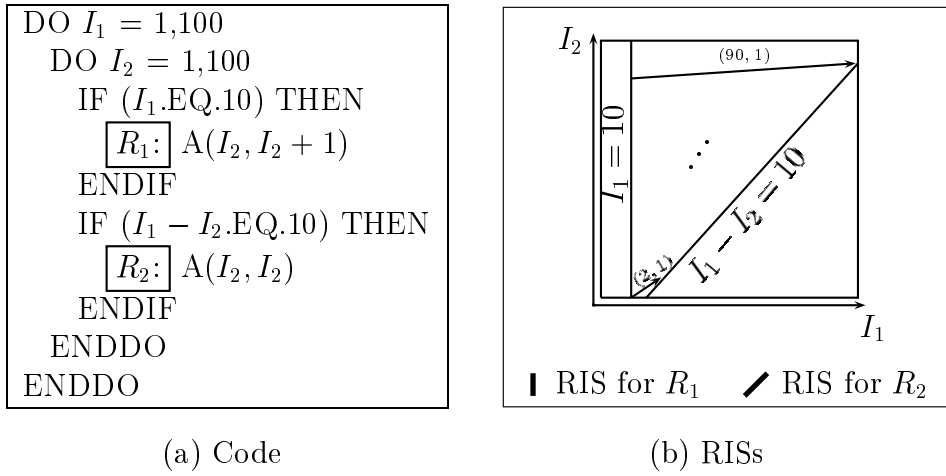 DO I₁ = 1,100
DO I₂ = 1,100
IF (I₁.EQ.10) THEN
R₁: A(I₂, I₂ + 1)
ENDIF
IF (I₁ − I₂.EQ.10) THEN
R₂: A(I₂, I₂)
ENDIF
ENDDO
ENDDO
(a) Code
I₂
(90, 1)
I₁ = 10
⋰
I₁ − I₂ = 10
(2,1)
I₁
RIS for R₁
RIS for R₂
(b) RISs